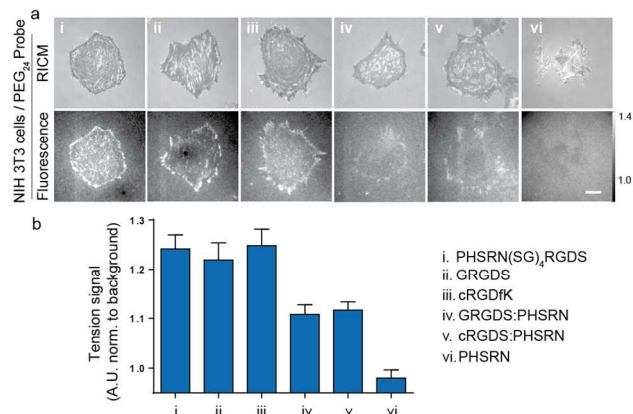 a
i ii iii iv v vi
NIH 3T3 cells / PEG24 Probe
RICM
Fluorescence
1.4
1.0
b
Tension signal
(A.U. norm. to background)
1.3
1.2
1.1
1.0
i ii iii iv v vi
i. PHSRN(SG)4RGDS
ii. GRGDS
iii. cRGDfK
iv. GRGDS:PHSRN
v. cRGDS:PHSRN
vi. PHSRN